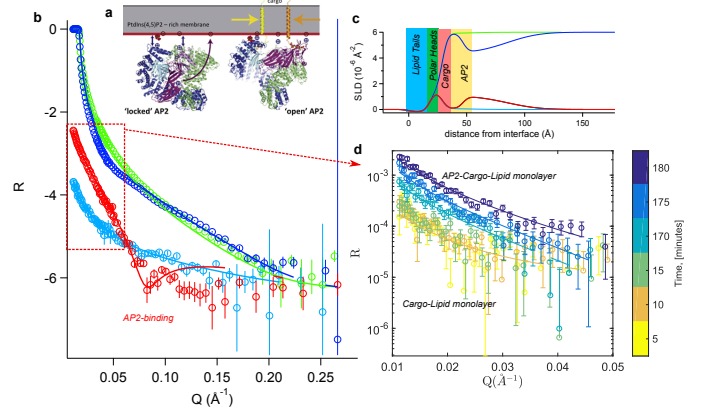 b
a
cargo
PtdIns(4,5)P2 – rich membrane
'locked' AP2
'open' AP2
0
-2
-4
-6
R
AP2-binding
0.05
0.10
0.15
0.20
0.25
Q (Å⁻¹)
c
SLD (10⁻⁶ Å⁻²)
6
4
2
0
Lipid Tails
Polar Heads
Cargo
AP2
0
50
100
150
distance from interface (Å)
d
R
10⁻³
10⁻⁴
10⁻⁵
10⁻⁶
AP2-Cargo-Lipid monolayer
Cargo-Lipid monolayer
0.01
0.02
0.03
0.04
0.05
Q(Å⁻¹)
180
175
170
15
10
5
Time, [minutes]